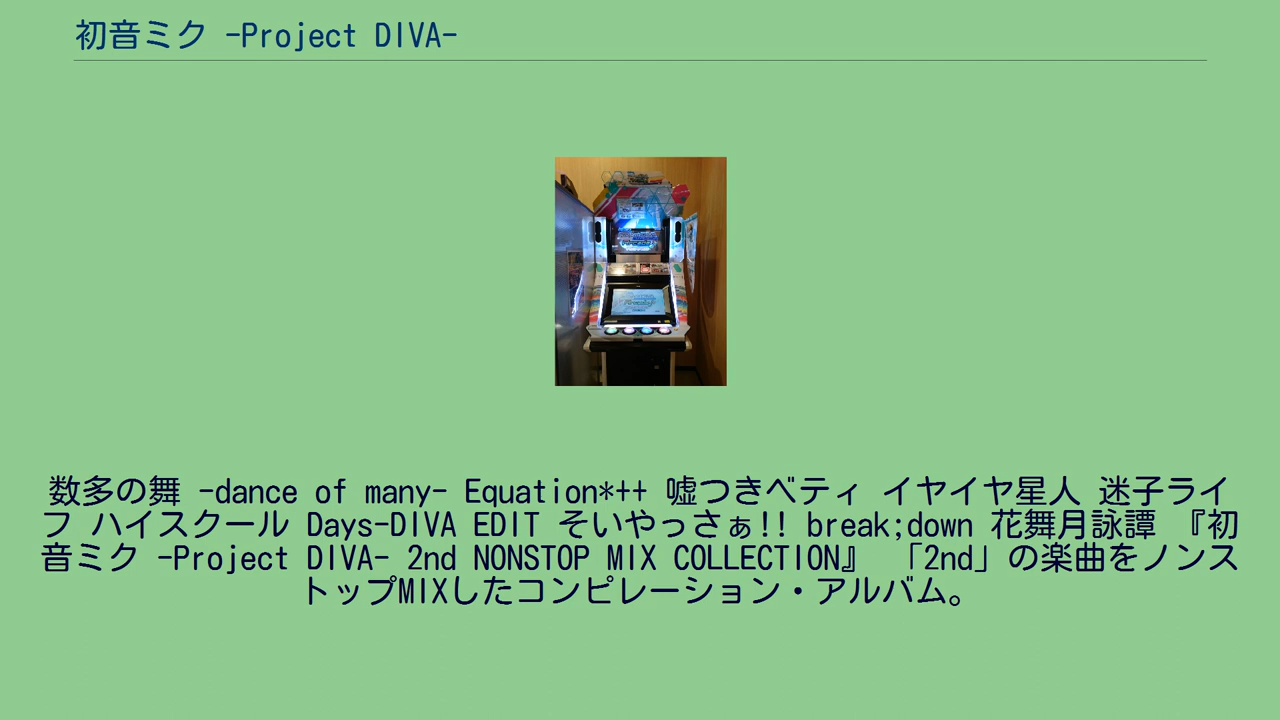 初音ミク -Project DIVA-
数多の舞 -dance of many- Equation*++ 嘘つきベティ イヤイヤ星人 迷子ライ
フ ハイスクール Days-DIVA EDIT そいやっさぁ!! break;down 花舞月詠譚 『初
音ミク -Project DIVA- 2nd NONSTOP MIX COLLECTION』 「2nd」の楽曲をノンス
トップMIXしたコンピレーション・アルバム。